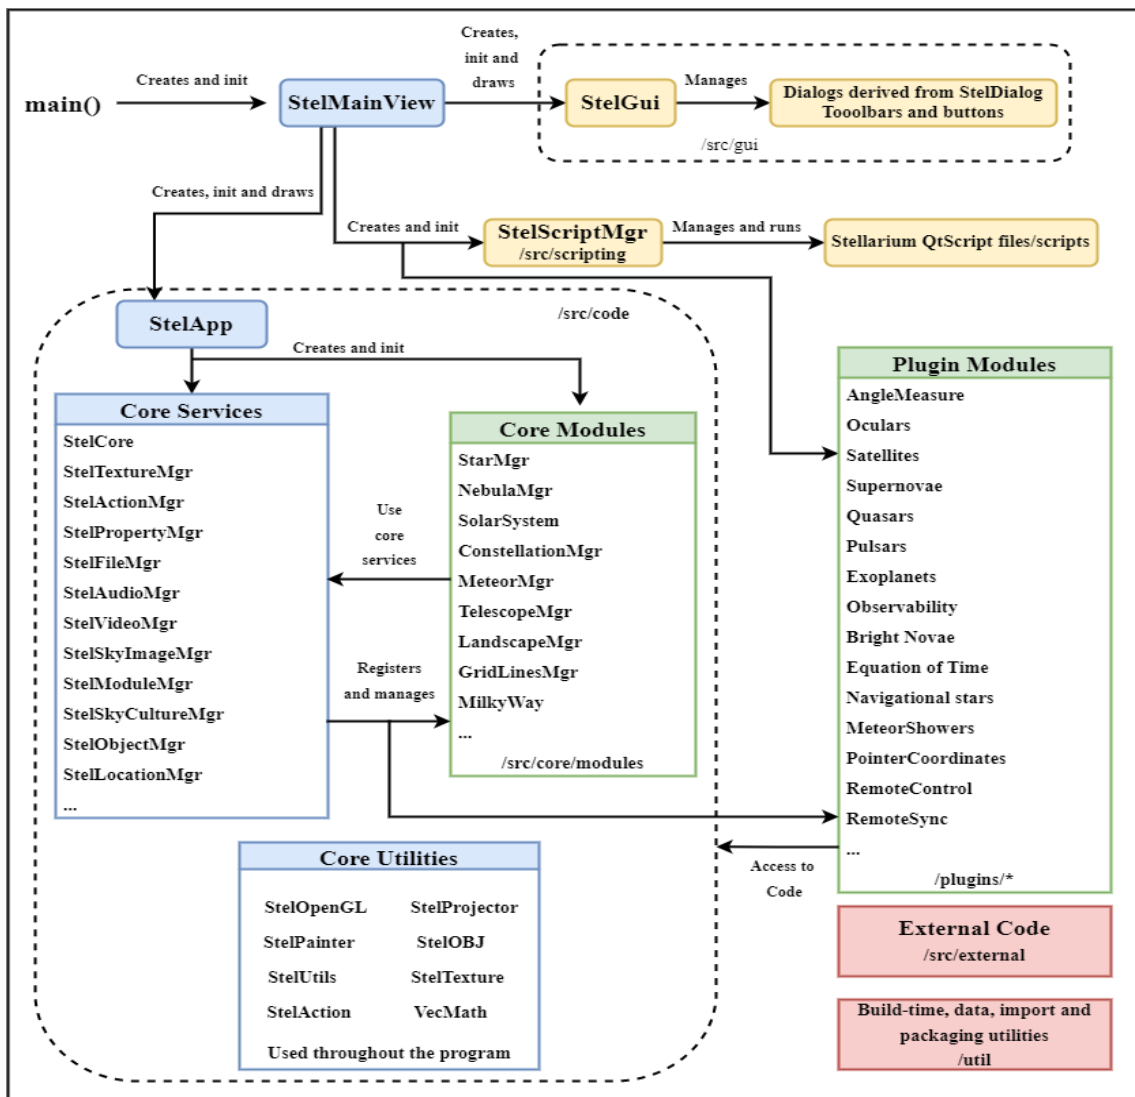 Creates,
init and
draws
Creates and init
main()
StelMainView
StelGui
Manages
Dialogs derived from StelDialog
Tooolbars and buttons
/src/gui
Creates, init and draws
Creates and init
StelScriptMgr
/src/scripting
Manages and runs
Stellarium QtScript files/scripts
StelApp
/src/code
Creates and init
Core Services
StelCore
StelTextureMgr
StelActionMgr
StelPropertyMgr
StelFileMgr
StelAudioMgr
StelVideoMgr
StelSkyImageMgr
StelModuleMgr
StelSkyCultureMgr
StelObjectMgr
StelLocationMgr
...
Use
core
services
Registers
and manages
Core Modules
StarMgr
NebulaMgr
SolarSystem
ConstellationMgr
MeteorMgr
TelescopeMgr
LandscapeMgr
GridLinesMgr
MilkyWay
...
/src/core/modules
Plugin Modules
AngleMeasure
Oculars
Satellites
Supernovae
Quasars
Pulsars
Exoplanets
Observability
Bright Novae
Equation of Time
Navigational stars
MeteorShowers
PointerCoordinates
RemoteControl
RemoteSync
...
/plugins/*
Access to
Code
Core Utilities
StelOpenGL StelProjector
StelPainter StelOBJ
StelUtils StelTexture
StelAction VecMath
Used throughout the program
External Code
/src/external
Build-time, data, import and
packaging utilities
/util